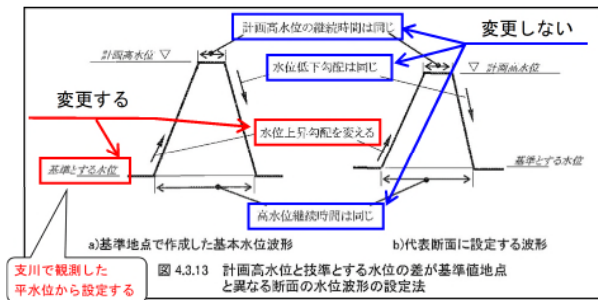 計画高水位の継続時間は同じ
変更しない
計画高水位 ▽
水位低下勾配は同じ
▽ 計画高水位
変更する
水位上昇勾配を変える
基準とする水位
基準とする水位
高水位継続時間は同じ
a)基準地点で作成した基本水位波形
b)代表断面に設定する波形
支川で観測した
平水位から設定する
図 4.3.13 計画高水位と技準とする水位の差が基準値地点
と異なる断面の水位波形の設定法